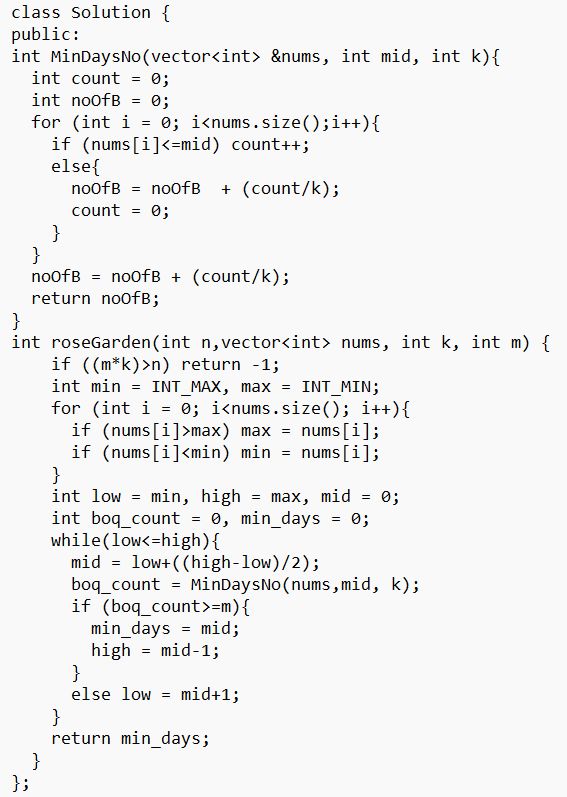 class Solution {
public:
int MinDaysNo(vector<int> &nums, int mid, int k){
  int count = 0;
  int noOfB = 0;
  for (int i = 0; i<nums.size();i++){
    if (nums[i]<=mid) count++;
    else{
      noOfB = noOfB  + (count/k);
      count = 0;
    }
  }
  noOfB = noOfB + (count/k);
  return noOfB;
}
int roseGarden(int n,vector<int> nums, int k, int m) {
    if ((m*k)>n) return -1;
    int min = INT_MAX, max = INT_MIN;
    for (int i = 0; i<nums.size(); i++){
      if (nums[i]>max) max = nums[i];
      if (nums[i]<min) min = nums[i];
    }
    int low = min, high = max, mid = 0;
    int boq_count = 0, min_days = 0;
    while(low<=high){
      mid = low+((high-low)/2);
      boq_count = MinDaysNo(nums,mid, k);
      if (boq_count>=m){
        min_days = mid;
        high = mid-1;
      }
      else low = mid+1;
    }
    return min_days;
  }
};